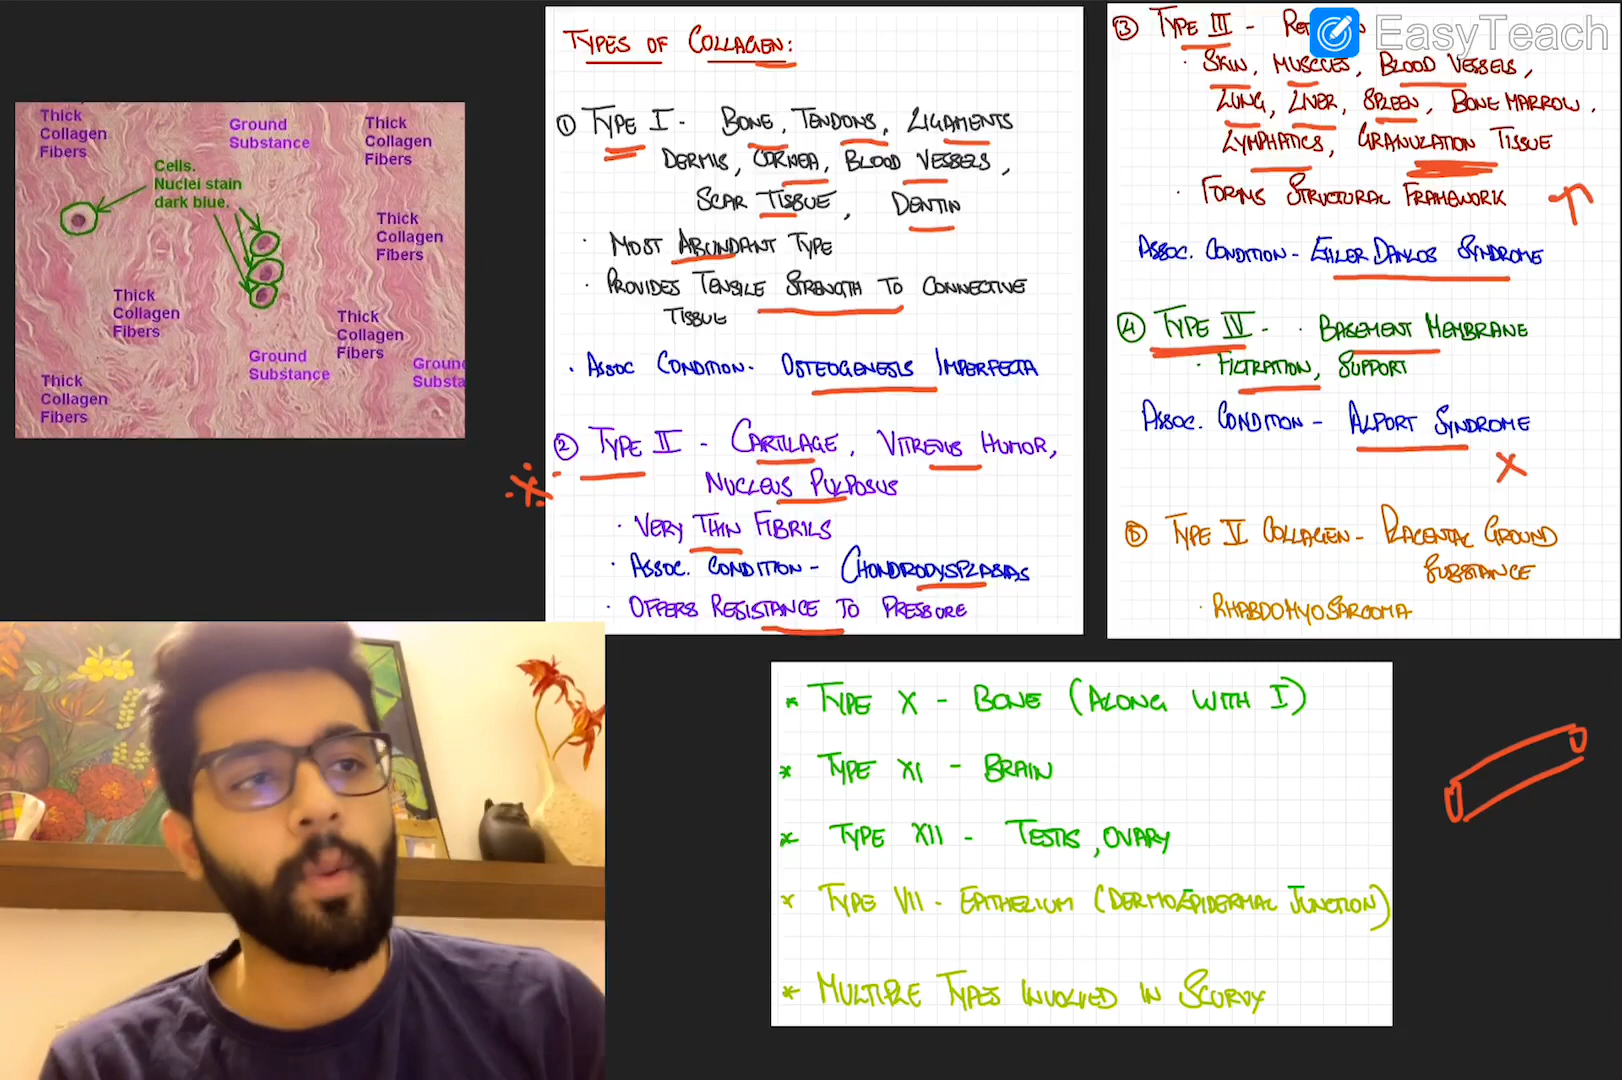 Thick
Collagen
Fibers
Ground
Substance
Thick
Collagen
Fibers
Cells.
Nuclei stain
dark blue.
Thick
Collagen
Fibers
Thick
Collagen
Fibers
Thick
Collagen
Fibers
Ground
Substance
Ground
Substa
Thick
Collagen
Fibers
TYPES OF COLLAGEN:
① TYPE I - BONE, TENDONS, LIGAMENTS
DERMIS, CORNEA, BLOOD VESSELS,
SCAR TISSUE, DENTIN
· MOST ABUNDANT TYPE
· PROVIDES TENSILE STRENGTH TO CONNECTIVE
TISSUE
· ASSOC CONDITION - OSTEOGENESIS IMPERFECTA
② TYPE II - CARTILAGE, VITREOUS HUMOR,
NUCLEUS PULPOSUS
· VERY THIN FIBRILS
· ASSOC. CONDITION - CHONDRODYSPLASIAS
· OFFERS RESISTANCE TO PRESSURE
③ TYPE III -
EasyTeach
· SKIN, MUSCLES, BLOOD VESSELS,
LUNG, LIVER, SPLEEN, BONE MARROW,
LYMPHATICS, GRANULATION TISSUE
· FORMS STRUCTURAL FRAMEWORK
ASSOC. CONDITION - EHLER DANLOS SYNDROME
④ TYPE IV - · BASEMENT MEMBRANE
· FILTRATION, SUPPORT
ASSOC. CONDITION - ALPORT SYNDROME
⑤ TYPE V COLLAGEN - PLACENTAL GROUND
SUBSTANCE
· RHABDOMYOSARCOMA
* TYPE X - BONE (ALONG WITH I)
* TYPE XI - BRAIN
* TYPE XII - TESTIS, OVARY
* TYPE VII - EPITHELIUM (DERMOEPIDERMAL JUNCTION)
* MULTIPLE TYPES INVOLVED IN SCURVY